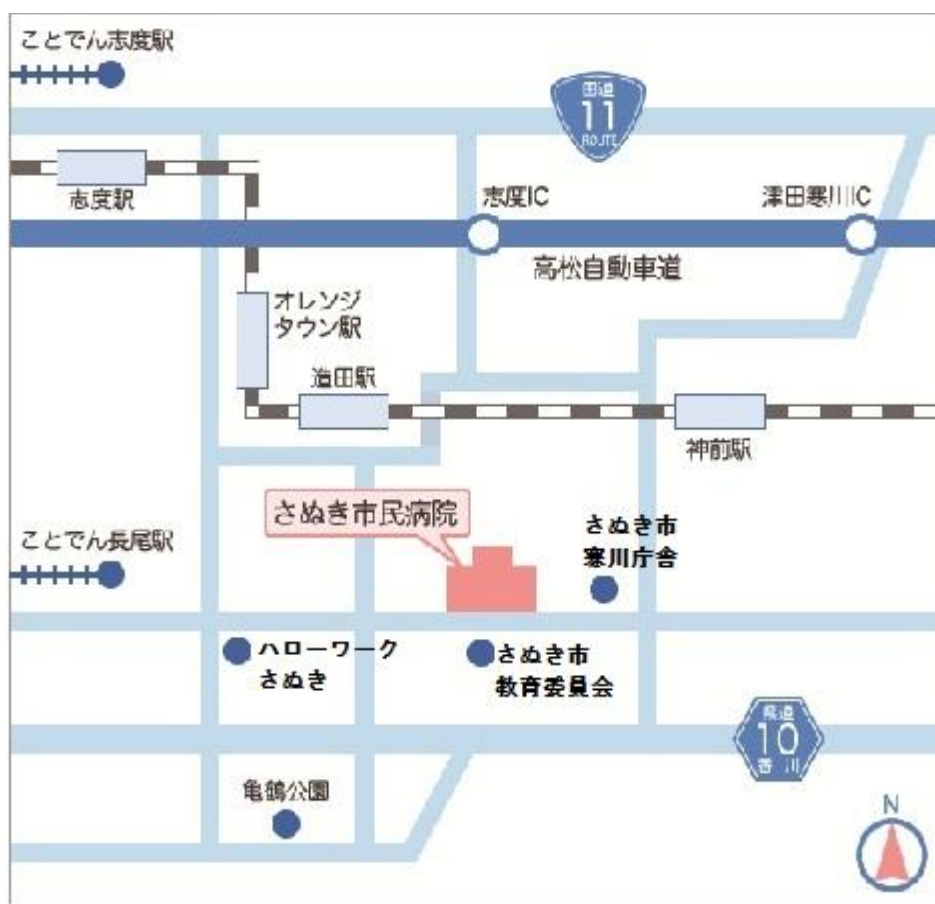 ことでん志度駅
国道
11
ROUTE
志度駅
志度IC
津田寒川IC
高松自動車道
オレンジ
タウン駅
造田駅
神前駅
さぬき市民病院
さぬき市
寒川庁舎
ことでん長尾駅
ハローワーク
さぬき
さぬき市
教育委員会
県道
10
香川
亀鶴公園
N